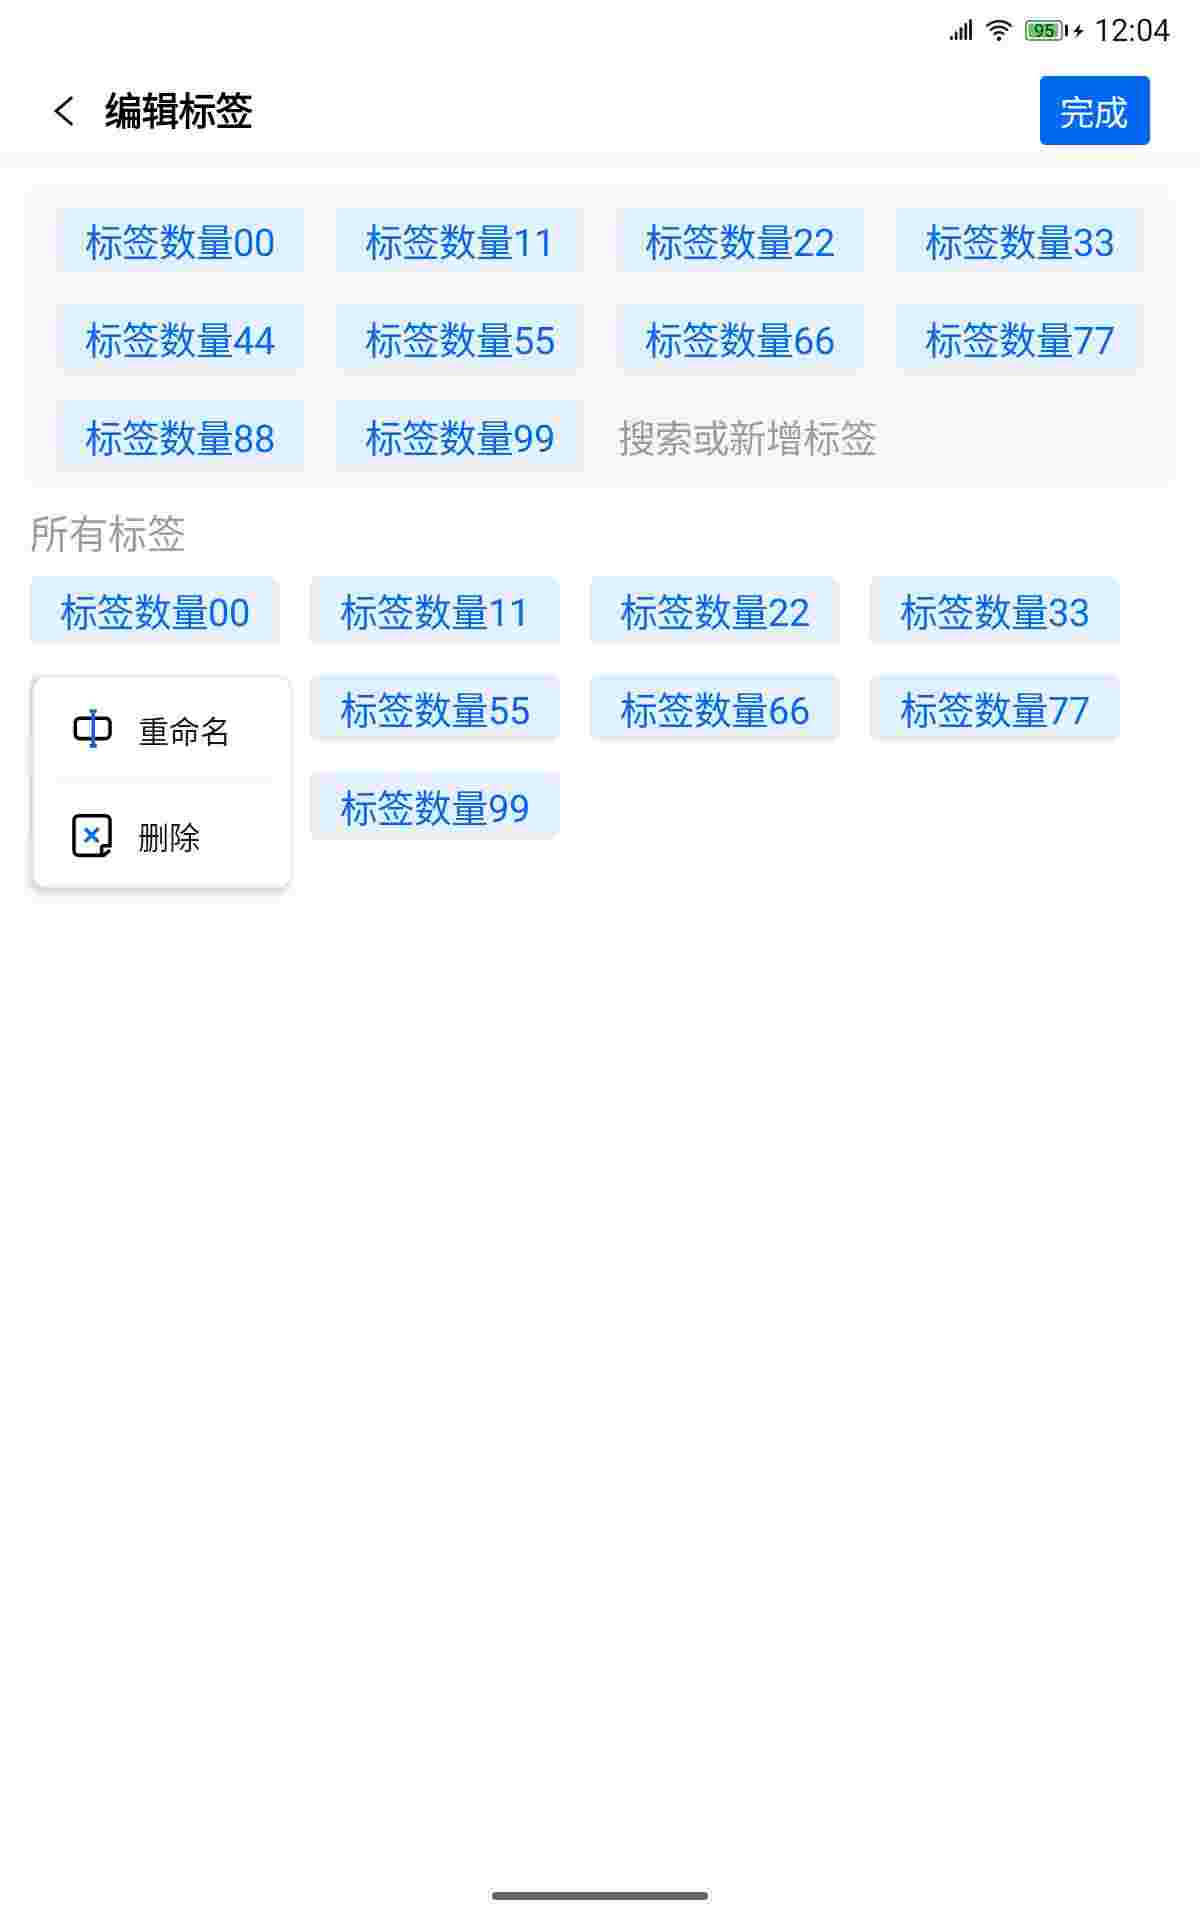 95 12:04
编辑标签 完成
标签数量00 标签数量11 标签数量22 标签数量33
标签数量44 标签数量55 标签数量66 标签数量77
标签数量88 标签数量99 搜索或新增标签
所有标签
标签数量00 标签数量11 标签数量22 标签数量33
重命名 标签数量55 标签数量66 标签数量77
标签数量99
删除